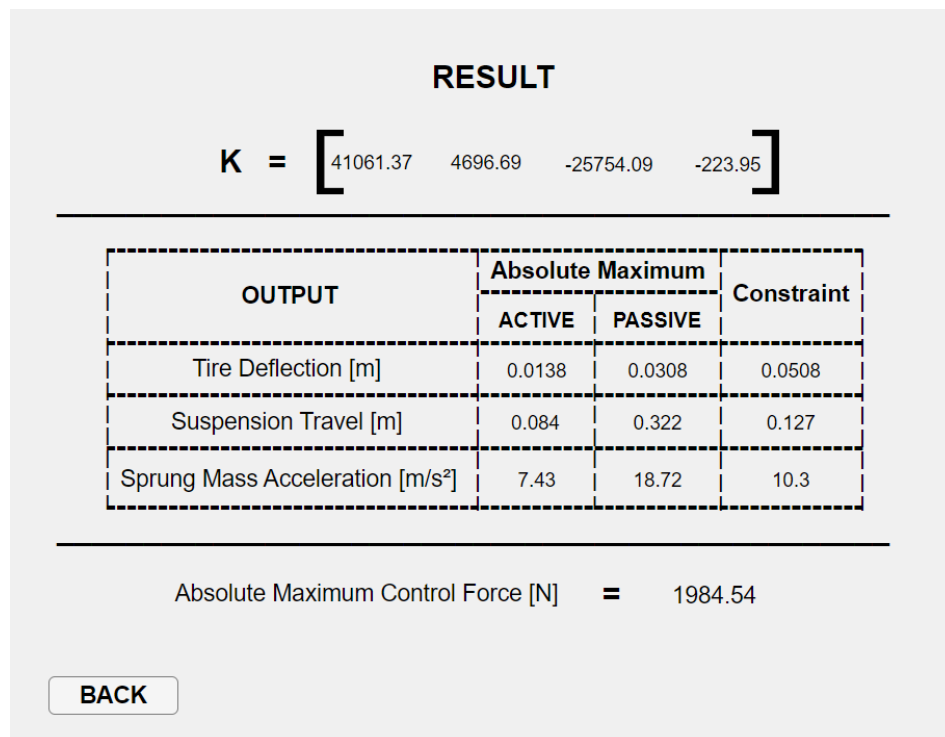 RESULT
K = [ 41061.37 4696.69 -25754.09 -223.95 ]
OUTPUT Absolute Maximum Constraint
ACTIVE PASSIVE
Tire Deflection [m] 0.0138 0.0308 0.0508
Suspension Travel [m] 0.084 0.322 0.127
Sprung Mass Acceleration [m/s²] 7.43 18.72 10.3
Absolute Maximum Control Force [N] = 1984.54
BACK